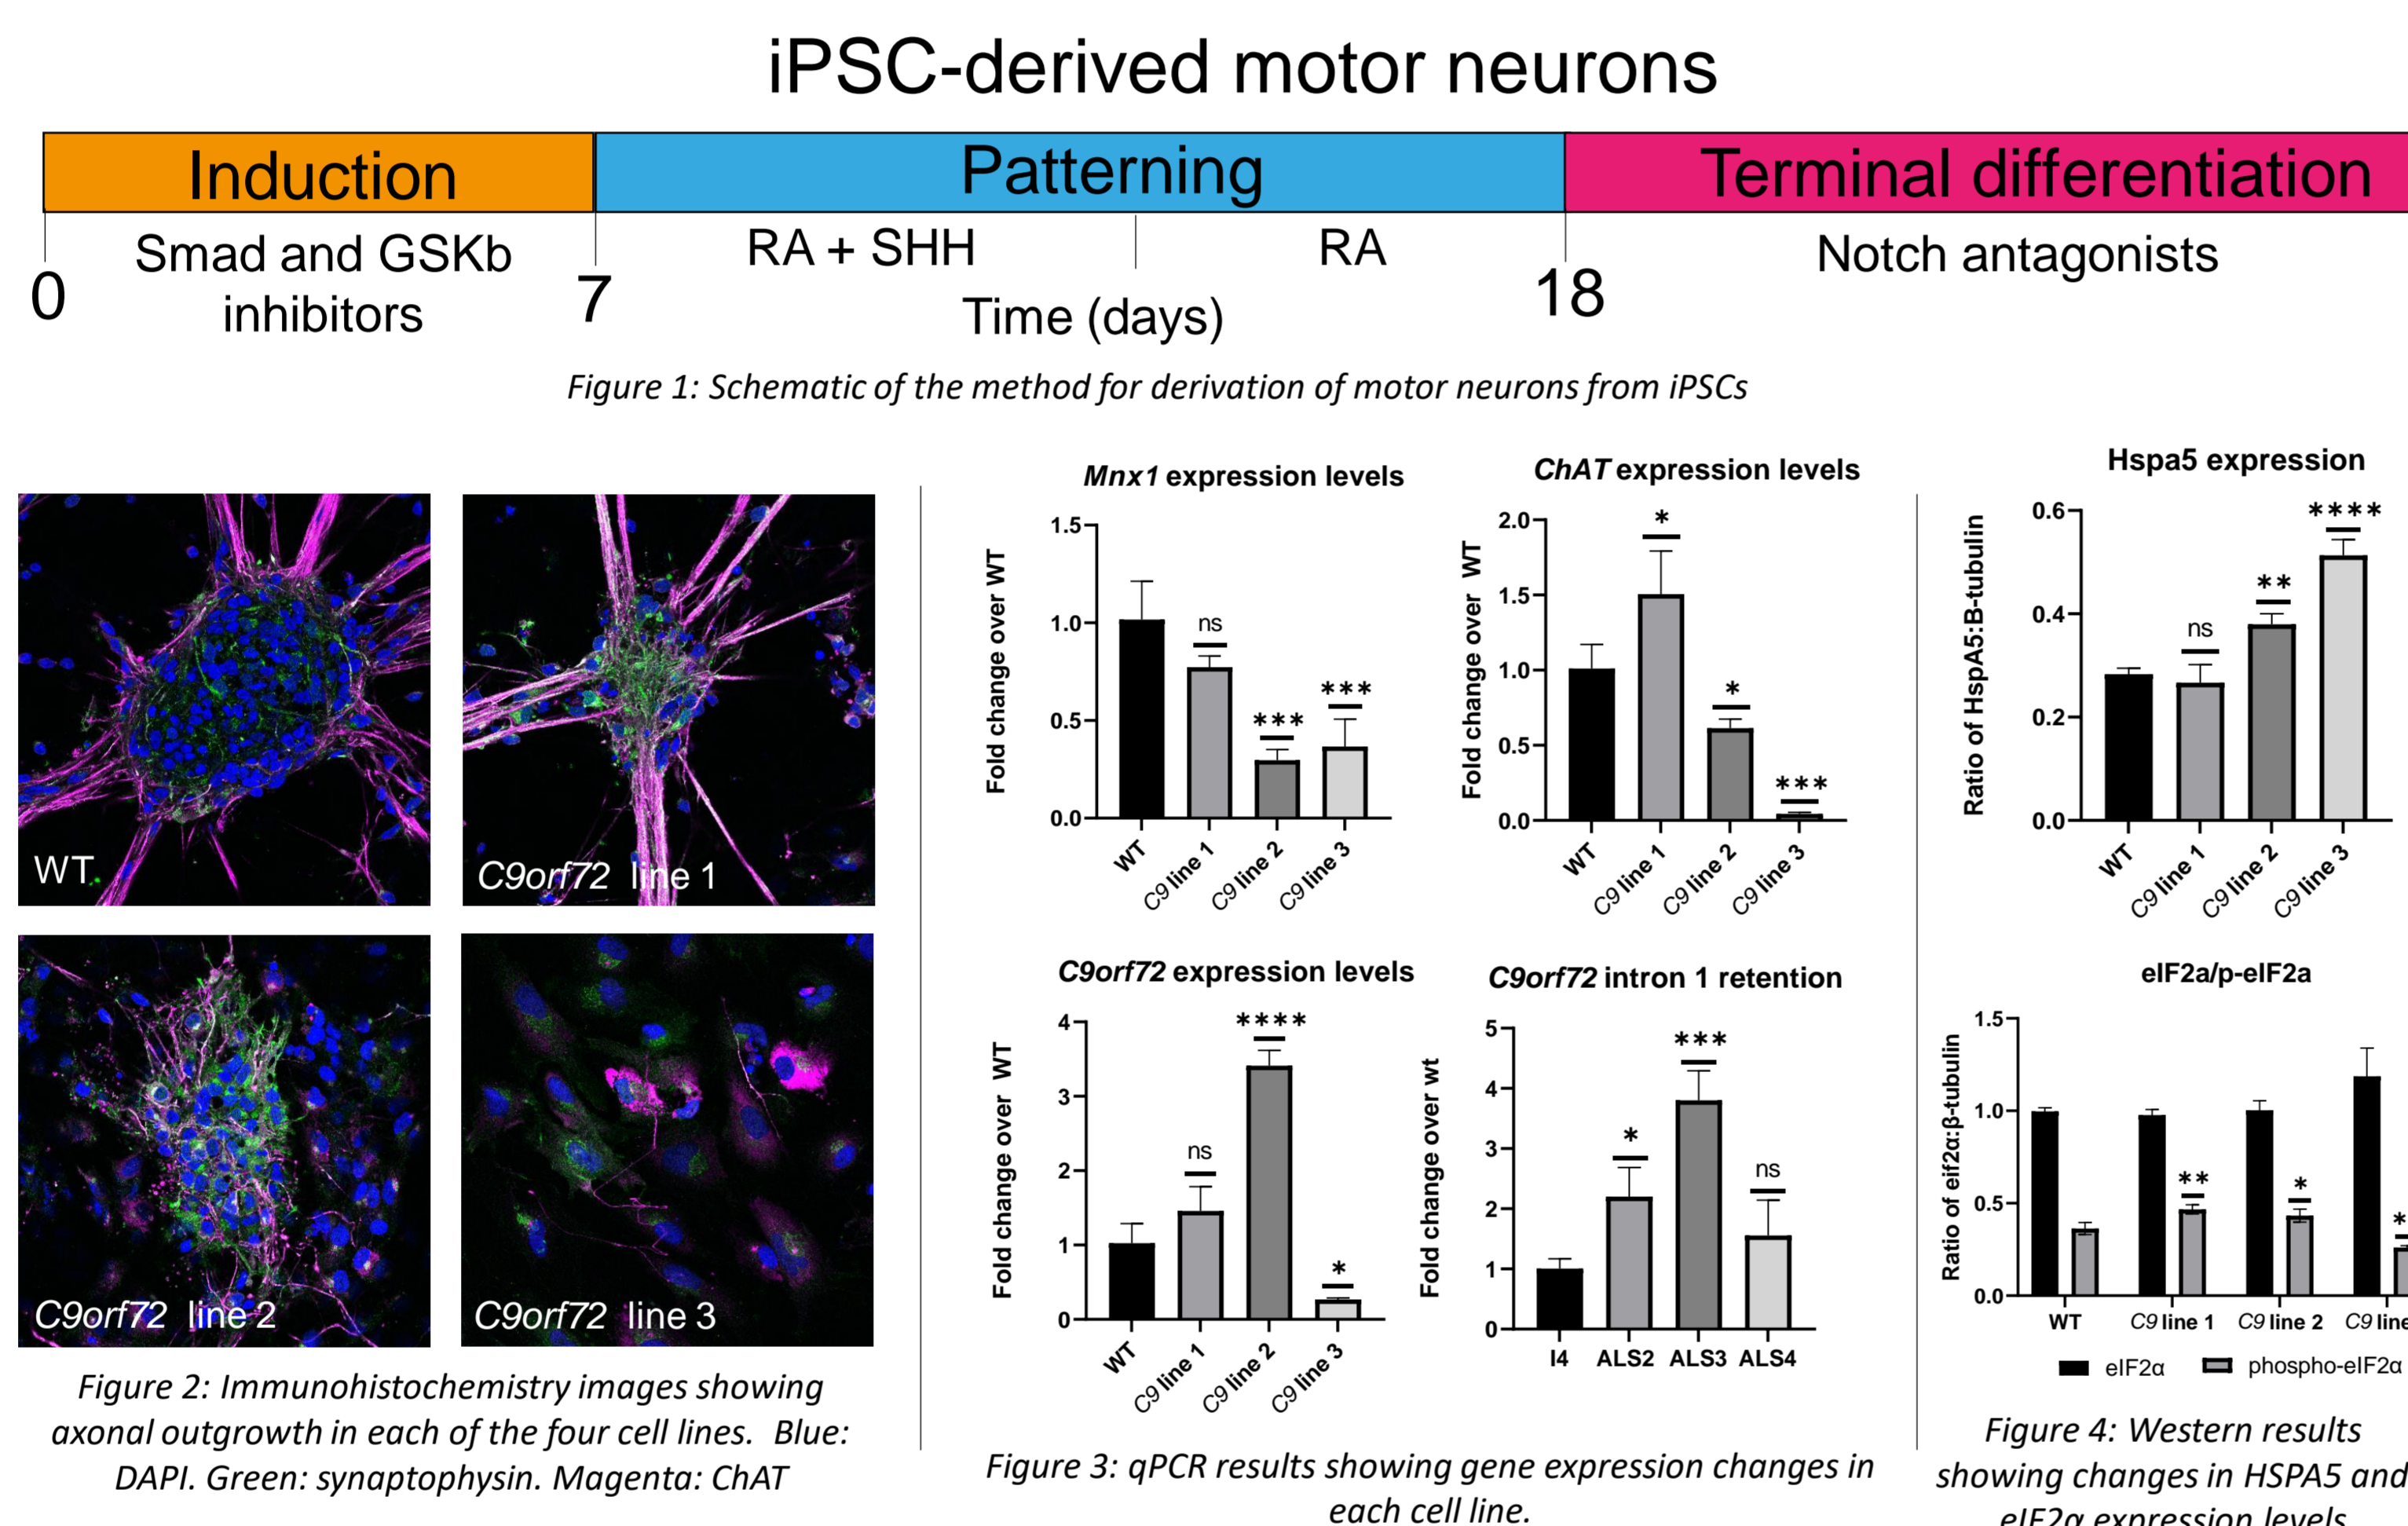 iPSC-derived motor neurons
Induction
Patterning
Terminal differentiation
Smad and GSKb
inhibitors
RA + SHH
RA
Notch antagonists
0
7
18
Time (days)
Figure 1: Schematic of the method for derivation of motor neurons from iPSCs
WT
C9orf72 line 1
C9orf72 line 2
C9orf72 line 3
Figure 2: Immunohistochemistry images showing
axonal outgrowth in each of the four cell lines. Blue:
DAPI. Green: synaptophysin. Magenta: ChAT
Mnx1 expression levels
Fold change over WT
1.5
1.0
0.5
0.0
ns
***
***
WT
C9 line 1
C9 line 2
C9 line 3
ChAT expression levels
Fold change over WT
2.0
1.5
1.0
0.5
0.0
*
*
***
WT
C9 line 1
C9 line 2
C9 line 3
C9orf72 expression levels
Fold change over WT
4
3
2
1
0
ns
****
*
WT
C9 line 1
C9 line 2
C9 line 3
C9orf72 intron 1 retention
Fold change over wt
5
4
3
2
1
0
*
***
ns
I4
ALS2
ALS3
ALS4
Figure 3: qPCR results showing gene expression changes in
each cell line.
Hspa5 expression
Ratio of HspA5:B-tubulin
0.6
0.4
0.2
0.0
ns
**
****
WT
C9 line 1
C9 line 2
C9 line 3
eIF2a/p-eIF2a
Ratio of eif2α:β-tubulin
1.5
1.0
0.5
0.0
**
*
*
WT
C9 line 1
C9 line 2
C9 line
eIF2α
phospho-eIF2α
Figure 4: Western results
showing changes in HSPA5 and
eIF2α expression levels